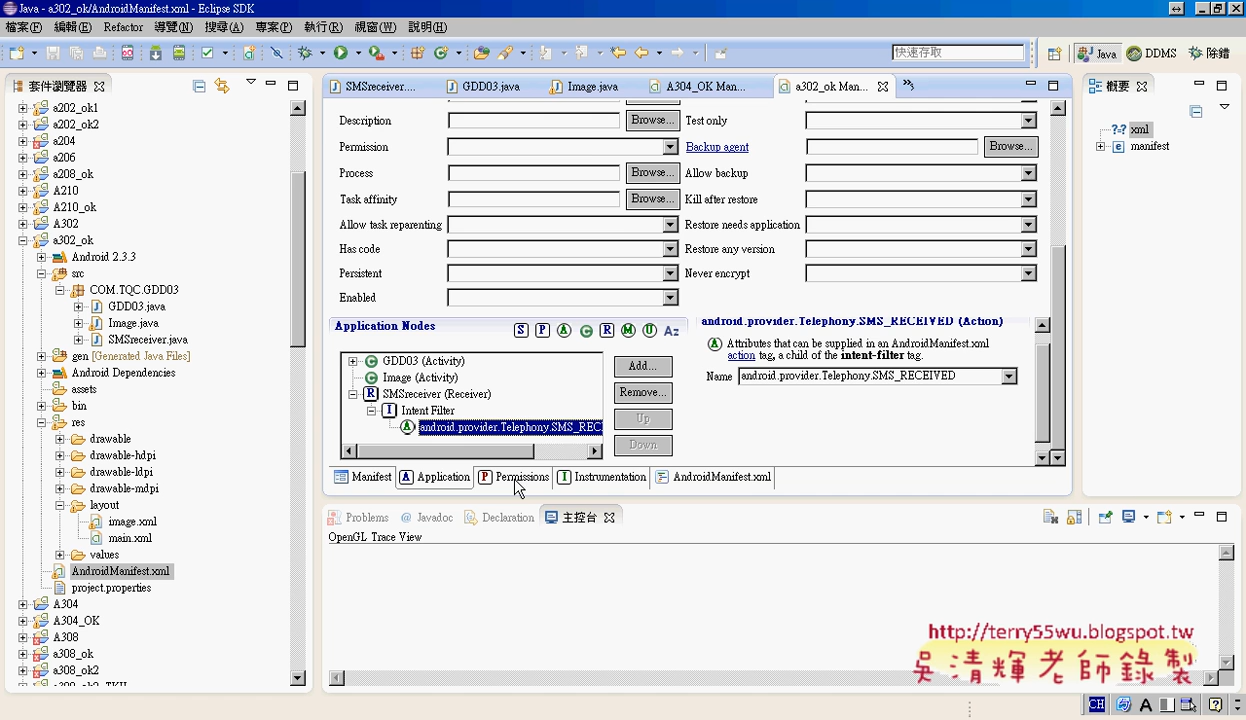 Java - a302_ok/AndroidManifest.xml - Eclipse SDK
檔案(F) 編輯(E) Refactor 導覽(N) 搜尋(A) 專案(P) 執行(R) 視窗(W) 說明(H)
快速存取 Java DDMS 除錯
套件瀏覽器
a202_ok1
a202_ok2
a204
a206
a208_ok
A210
A210_ok
A302
a302_ok
Android 2.3.3
src
COM.TQC.GDD03
GDD03.java
Image.java
SMSreceiver.java
gen [Generated Java Files]
Android Dependencies
assets
bin
res
drawable
drawable-hdpi
drawable-ldpi
drawable-mdpi
layout
image.xml
main.xml
values
AndroidManifest.xml
project.properties
A304
A304_OK
A308
a308_ok
a308_ok2
SMSreceiver.... GDD03.java Image.java A304_OK Man... a302_ok Man...
Description Browse... Test only
Permission Backup agent Browse...
Process Browse... Allow backup
Task affinity Browse... Kill after restore
Allow task reparenting Restore needs application
Has code Restore any version
Persistent Never encrypt
Enabled
Application Nodes S P A C R M U Az
GDD03 (Activity)
Image (Activity)
SMSreceiver (Receiver)
Intent Filter
android.provider.Telephony.SMS_REC
Add...
Remove...
Up
Down
android.provider.Telephony.SMS_RECEIVED (Action)
Attributes that can be supplied in an AndroidManifest.xml
action tag, a child of the intent-filter tag.
Name android.provider.Telephony.SMS_RECEIVED
Manifest Application Permissions Instrumentation AndroidManifest.xml
Problems Javadoc Declaration 主控台
OpenGL Trace View
概要
xml
manifest
http://terry55wu.blogspot.tw
吳清輝老師錄製
CH